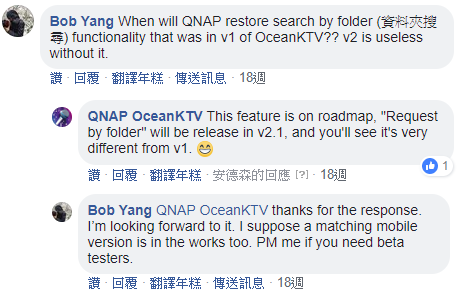 Bob Yang When will QNAP restore search by folder (資料夾搜
尋) functionality that was in v1 of OceanKTV?? v2 is useless
without it.
讚 · 回覆 · 翻譯年糕 · 傳送訊息 · 18週
QNAP OceanKTV This feature is on roadmap, "Request
by folder" will be release in v2.1, and you'll see it's very
different from v1. 😁
1
讚 · 回覆 · 翻譯年糕 · 安德森的回應 [?] · 18週
Bob Yang QNAP OceanKTV thanks for the response.
I'm looking forward to it. I suppose a matching mobile
version is in the works too. PM me if you need beta
testers.
讚 · 回覆 · 翻譯年糕 · 傳送訊息 · 18週